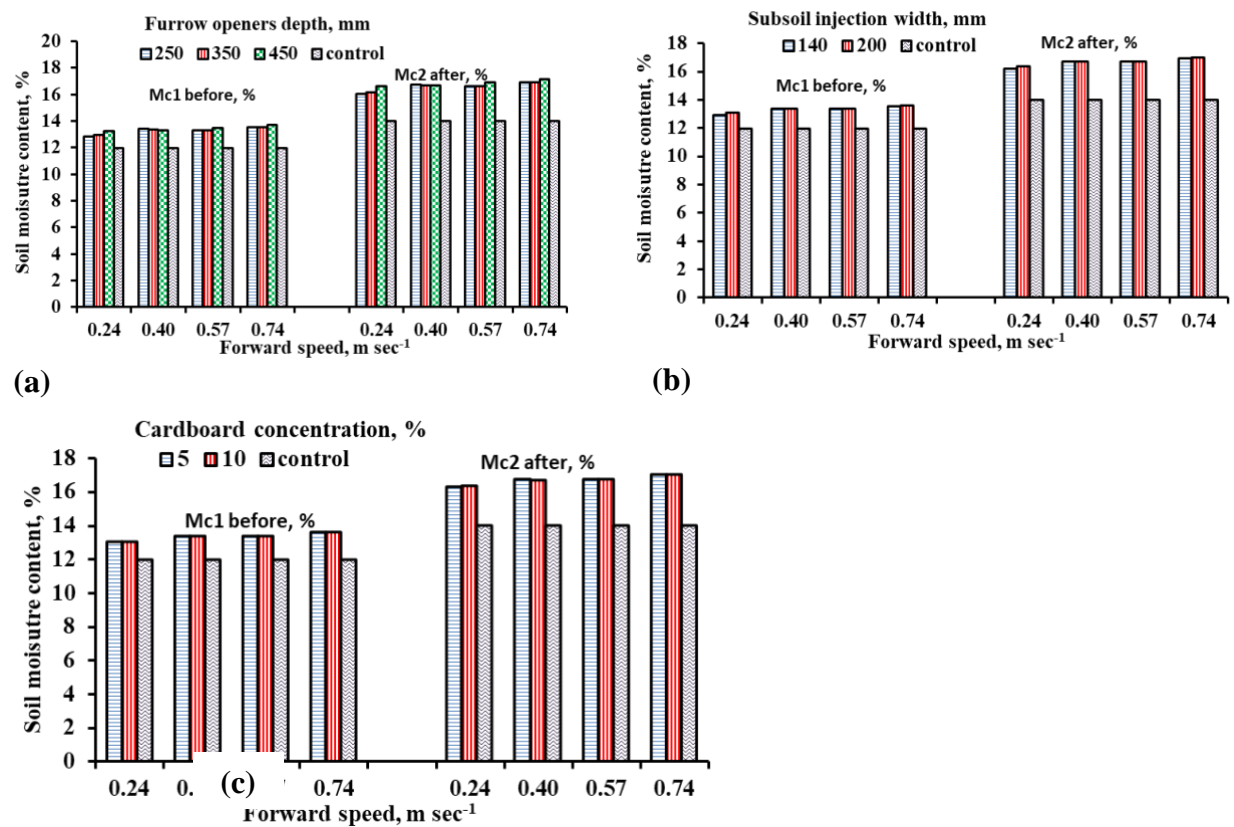 (a)
Furrow openers depth, mm
250 350 450 control
Mc1 before, %
Mc2 after, %
Soil moisutre content, %
20
18
16
14
12
10
8
6
4
2
0
0.24 0.40 0.57 0.74 0.24 0.40 0.57 0.74
Forward speed, m sec-1
(b)
Subsoil injection width, mm
140 200 control
Mc1 before, %
Mc2 after, %
Soil moisutre content, %
18
16
14
12
10
8
6
4
2
0
0.24 0.40 0.57 0.74 0.24 0.40 0.57 0.74
Forward speed, m sec-1
Cardboard concentration, %
5 10 control
Mc1 before, %
Mc2 after, %
Soil moisutre content, %
18
16
14
12
10
8
6
4
2
0
0.24 0.74 0.24 0.40 0.57 0.74
(c)
Forward speed, m sec-1